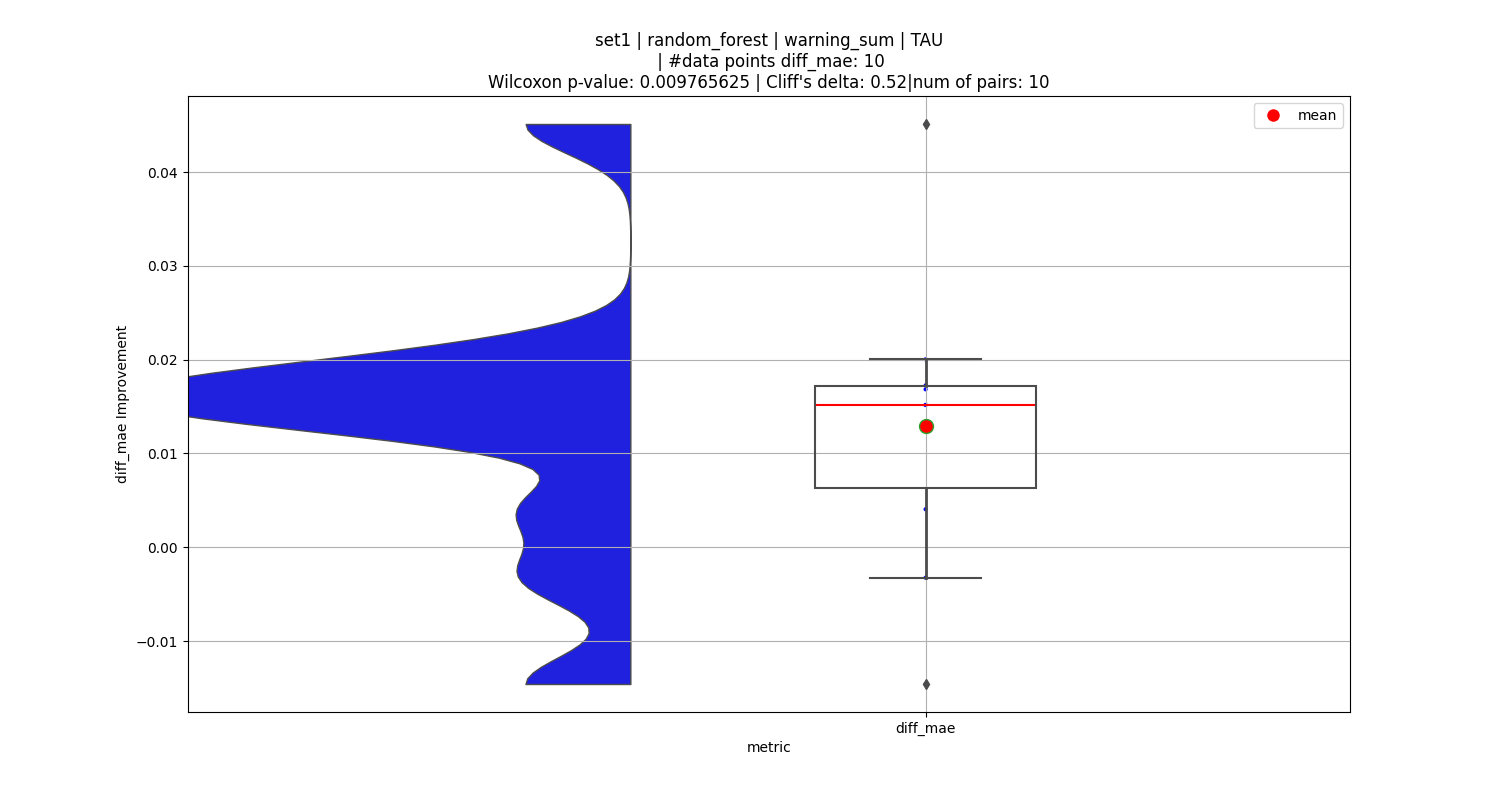 set1 | random_forest | warning_sum | TAU
| #data points diff_mae: 10
Wilcoxon p-value: 0.009765625 | Cliff's delta: 0.52|num of pairs: 10
mean
0.04
0.03
0.02
0.01
0.00
−0.01
diff_mae Improvement
diff_mae
metric